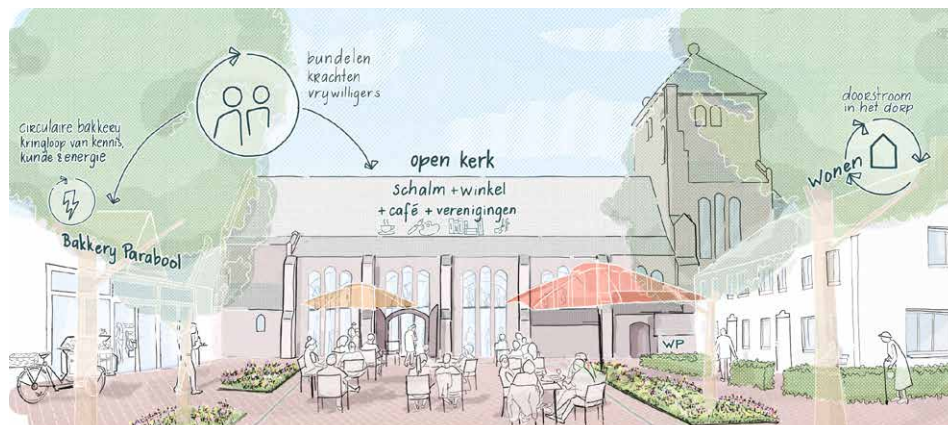 bundelen
krachten
vrywilligers
circulaire bakkery
kringloop van kennis,
kunde & energie
Bakkery Parabool
open kerk
schalm + winkel
+ café + verenigingen
doorstroom
in het dorp
Wonen
WP